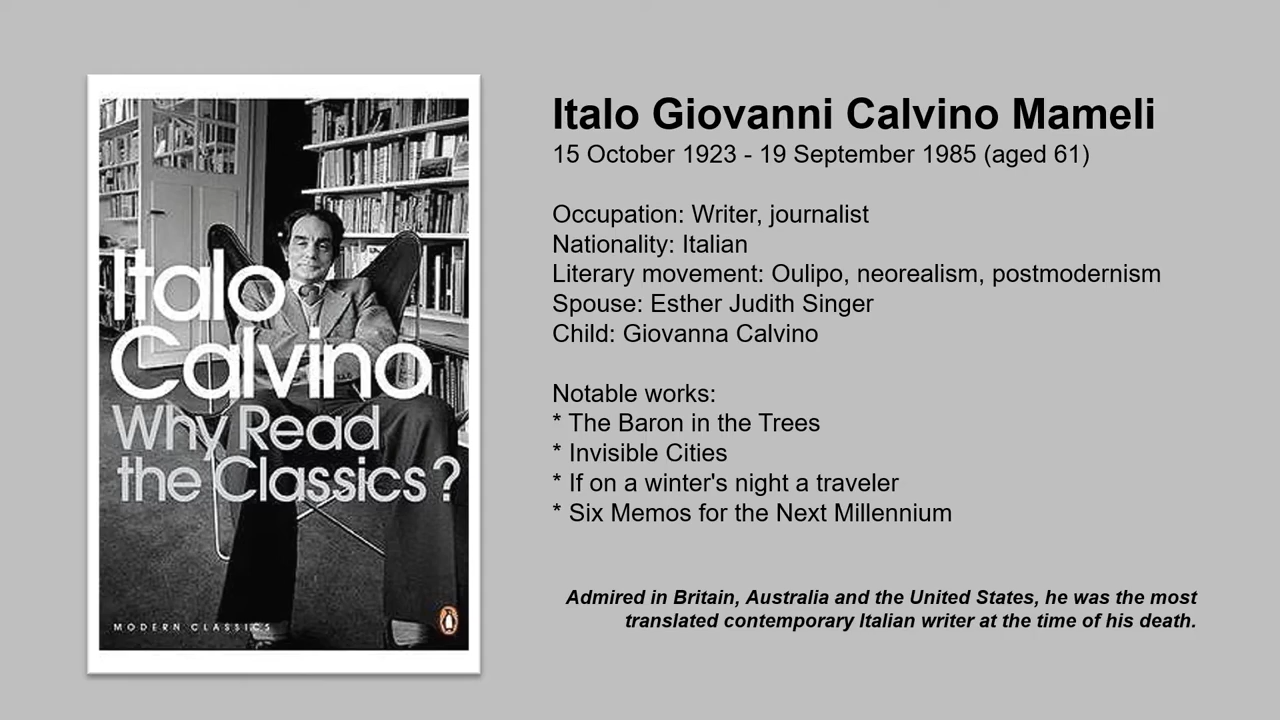 Italo
Calvino
Why Read
the Classics?
MODERN CLASSICS
Italo Giovanni Calvino Mameli
15 October 1923 - 19 September 1985 (aged 61)
Occupation: Writer, journalist
Nationality: Italian
Literary movement: Oulipo, neorealism, postmodernism
Spouse: Esther Judith Singer
Child: Giovanna Calvino
Notable works:
* The Baron in the Trees
* Invisible Cities
* If on a winter's night a traveler
* Six Memos for the Next Millennium
Admired in Britain, Australia and the United States, he was the most
translated contemporary Italian writer at the time of his death.